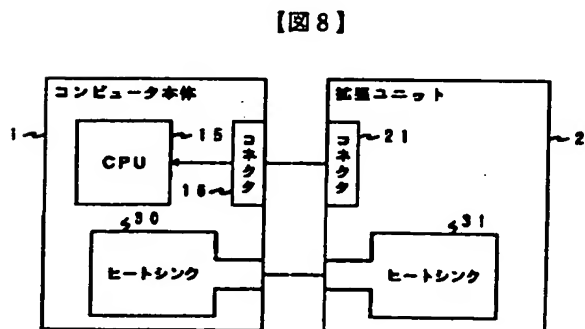 【図8】
コンピュータ本体
拡張ユニット
1
15
コネクタ
21
2
CPU
16
コネクタ
30
31
ヒートシンク
ヒートシンク